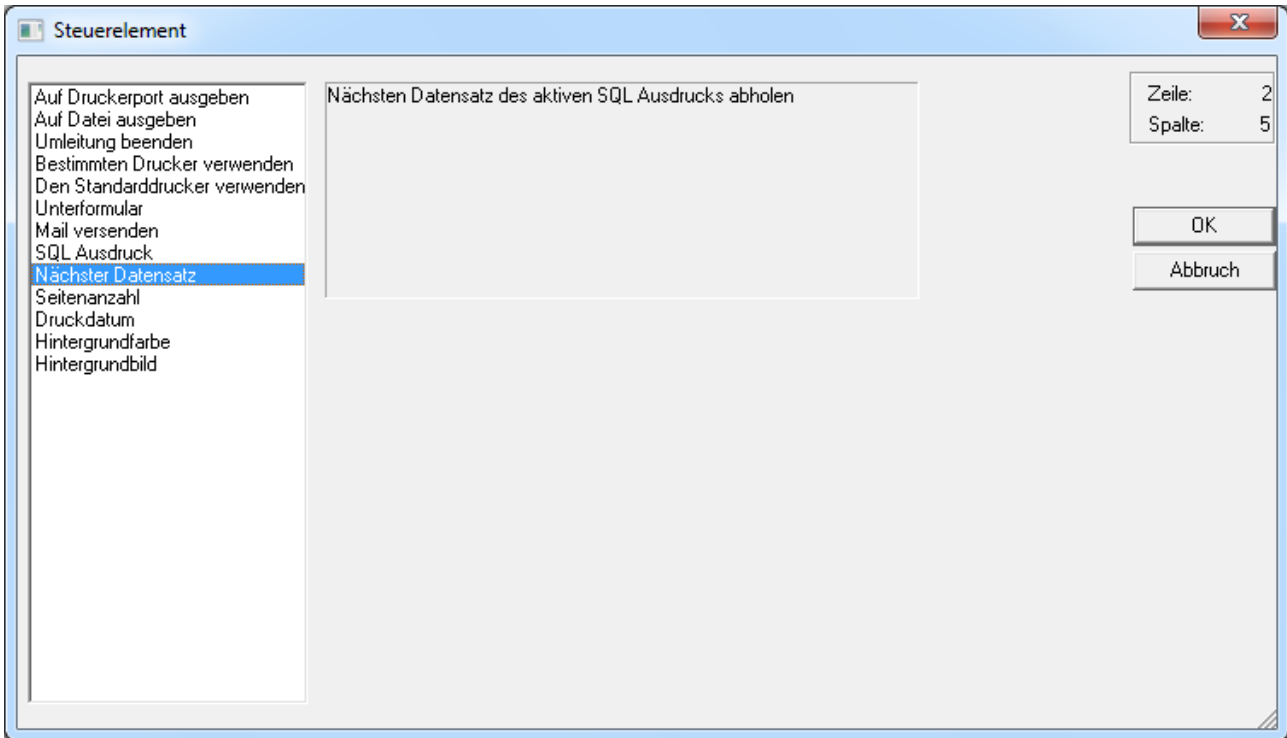 Steuerelement
Auf Druckerport ausgeben
Auf Datei ausgeben
Umleitung beenden
Bestimmten Drucker verwenden
Den Standarddrucker verwenden
Unterformular
Mail versenden
SQL Ausdruck
Nächster Datensatz
Seitenanzahl
Druckdatum
Hintergrundfarbe
Hintergrundbild
Nächsten Datensatz des aktiven SQL Ausdrucks abholen
Zeile: 2
Spalte: 5
OK
Abbruch